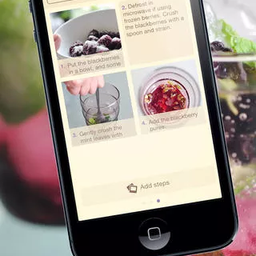 2. Defrost in
microwave if using
frozen berries. Crush
the blackberries with a
spoon and strain.
1. Put the blackberries
in a bowl, and some
3. Gently crush the
mint leaves with
4. Add the blackberry
puree
Add steps